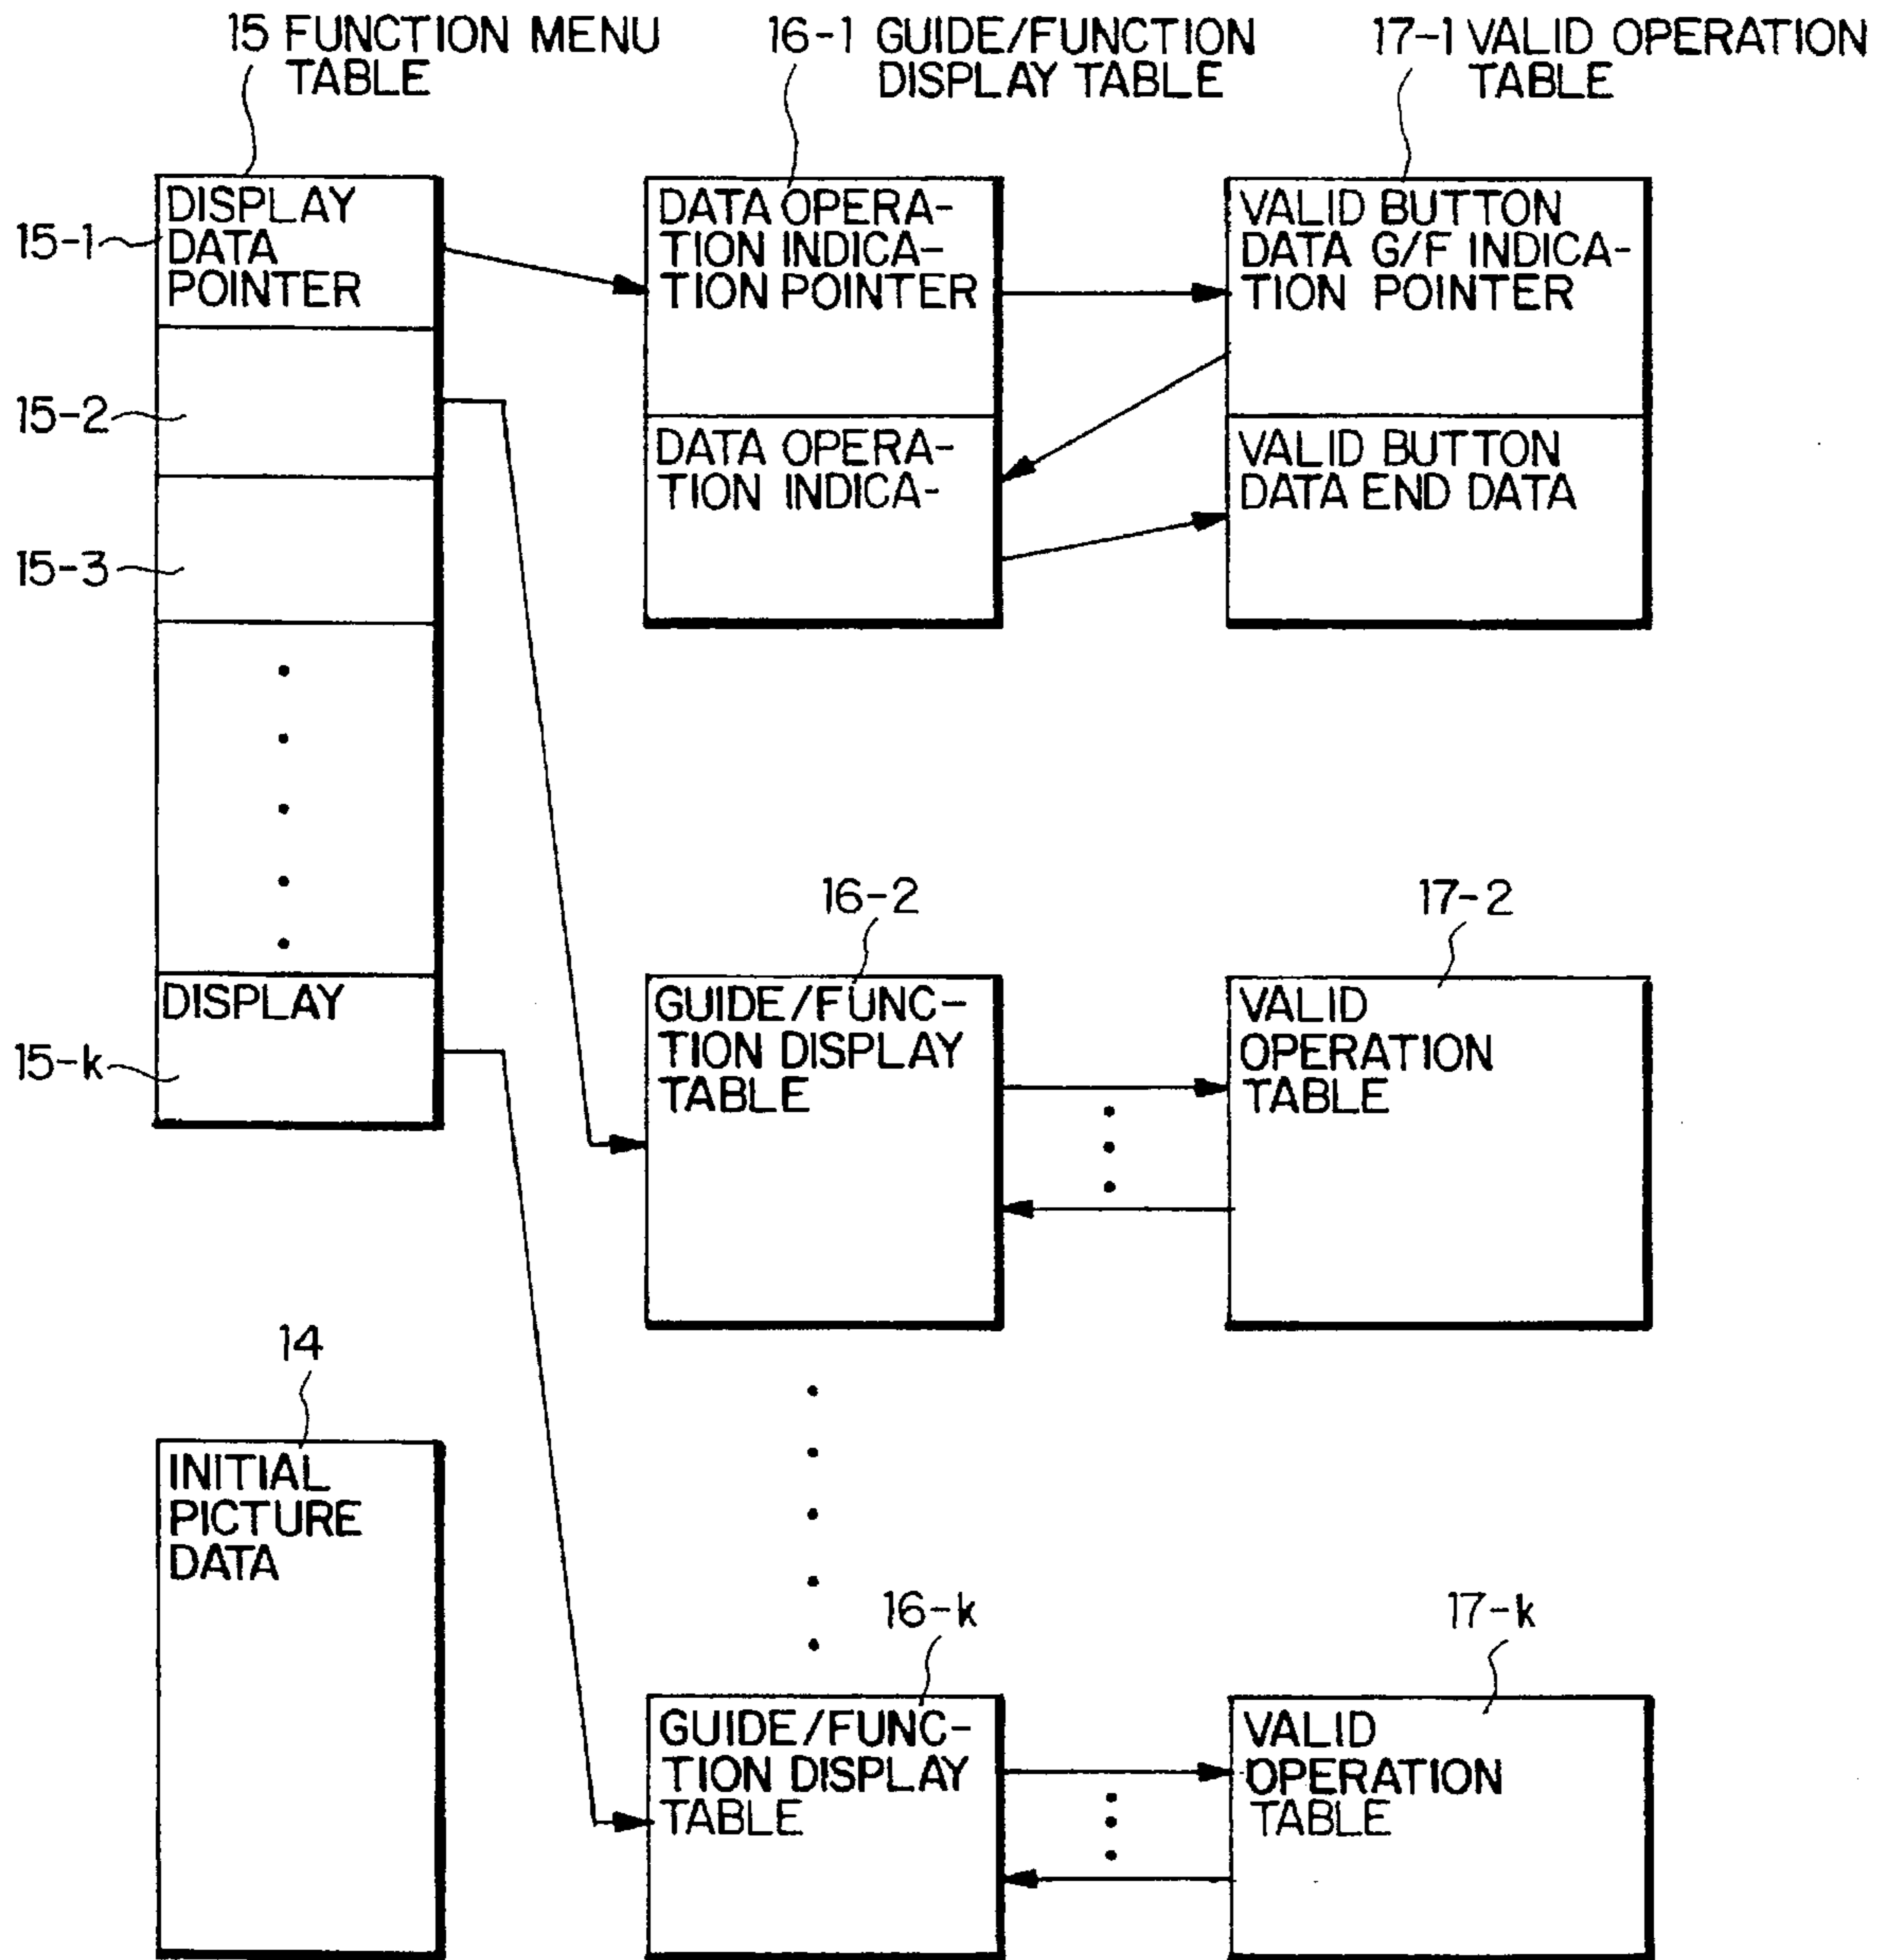 15 FUNCTION MENU
TABLE
16-1 GUIDE/FUNCTION
DISPLAY TABLE
17-1 VALID OPERATION
TABLE
15-1
DISPLAY
DATA
POINTER
15-2
15-3
DISPLAY
15-k
DATA OPERA-
TION INDICA-
TION POINTER
DATA OPERA-
TION INDICA-
VALID BUTTON
DATA G/F INDICA-
TION POINTER
VALID BUTTON
DATA END DATA
16-2
GUIDE/FUNC-
TION DISPLAY
TABLE
17-2
VALID
OPERATION
TABLE
14
INITIAL
PICTURE
DATA
16-k
GUIDE/FUNC-
TION DISPLAY
TABLE
17-k
VALID
OPERATION
TABLE